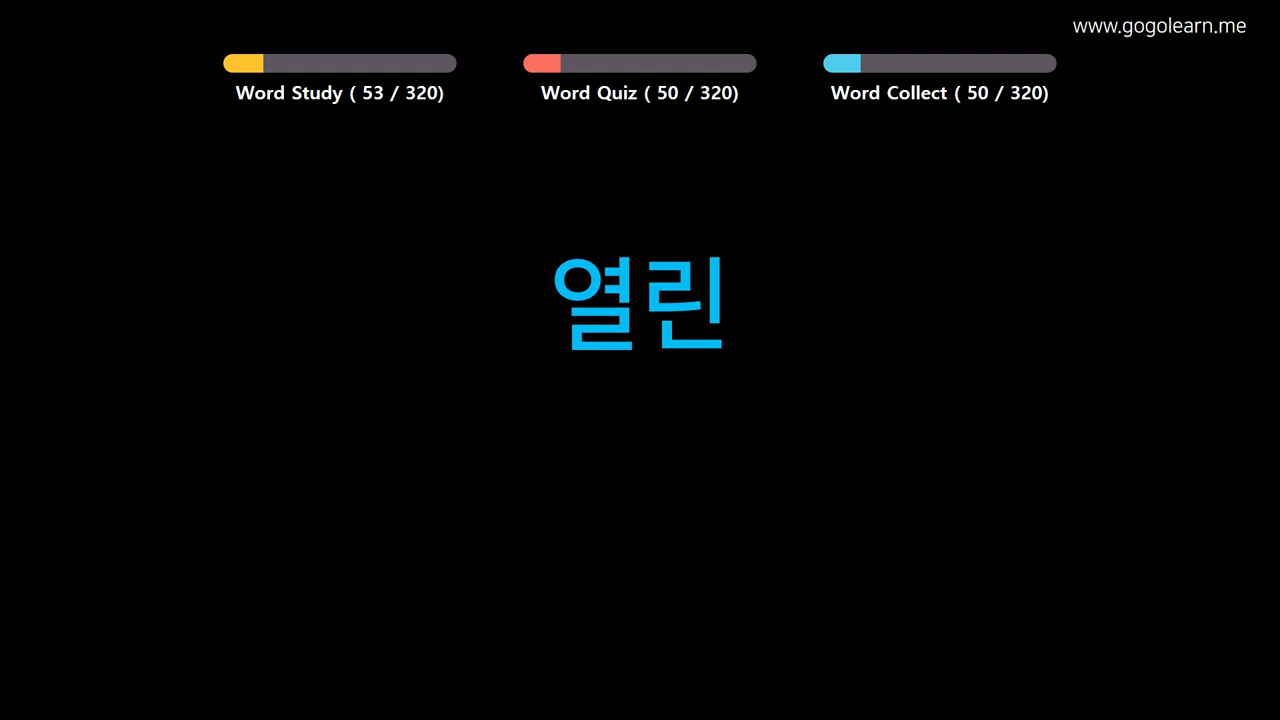 www.gogolearn.me
Word Study ( 53 / 320)
Word Quiz ( 50 / 320)
Word Collect ( 50 / 320)
열린